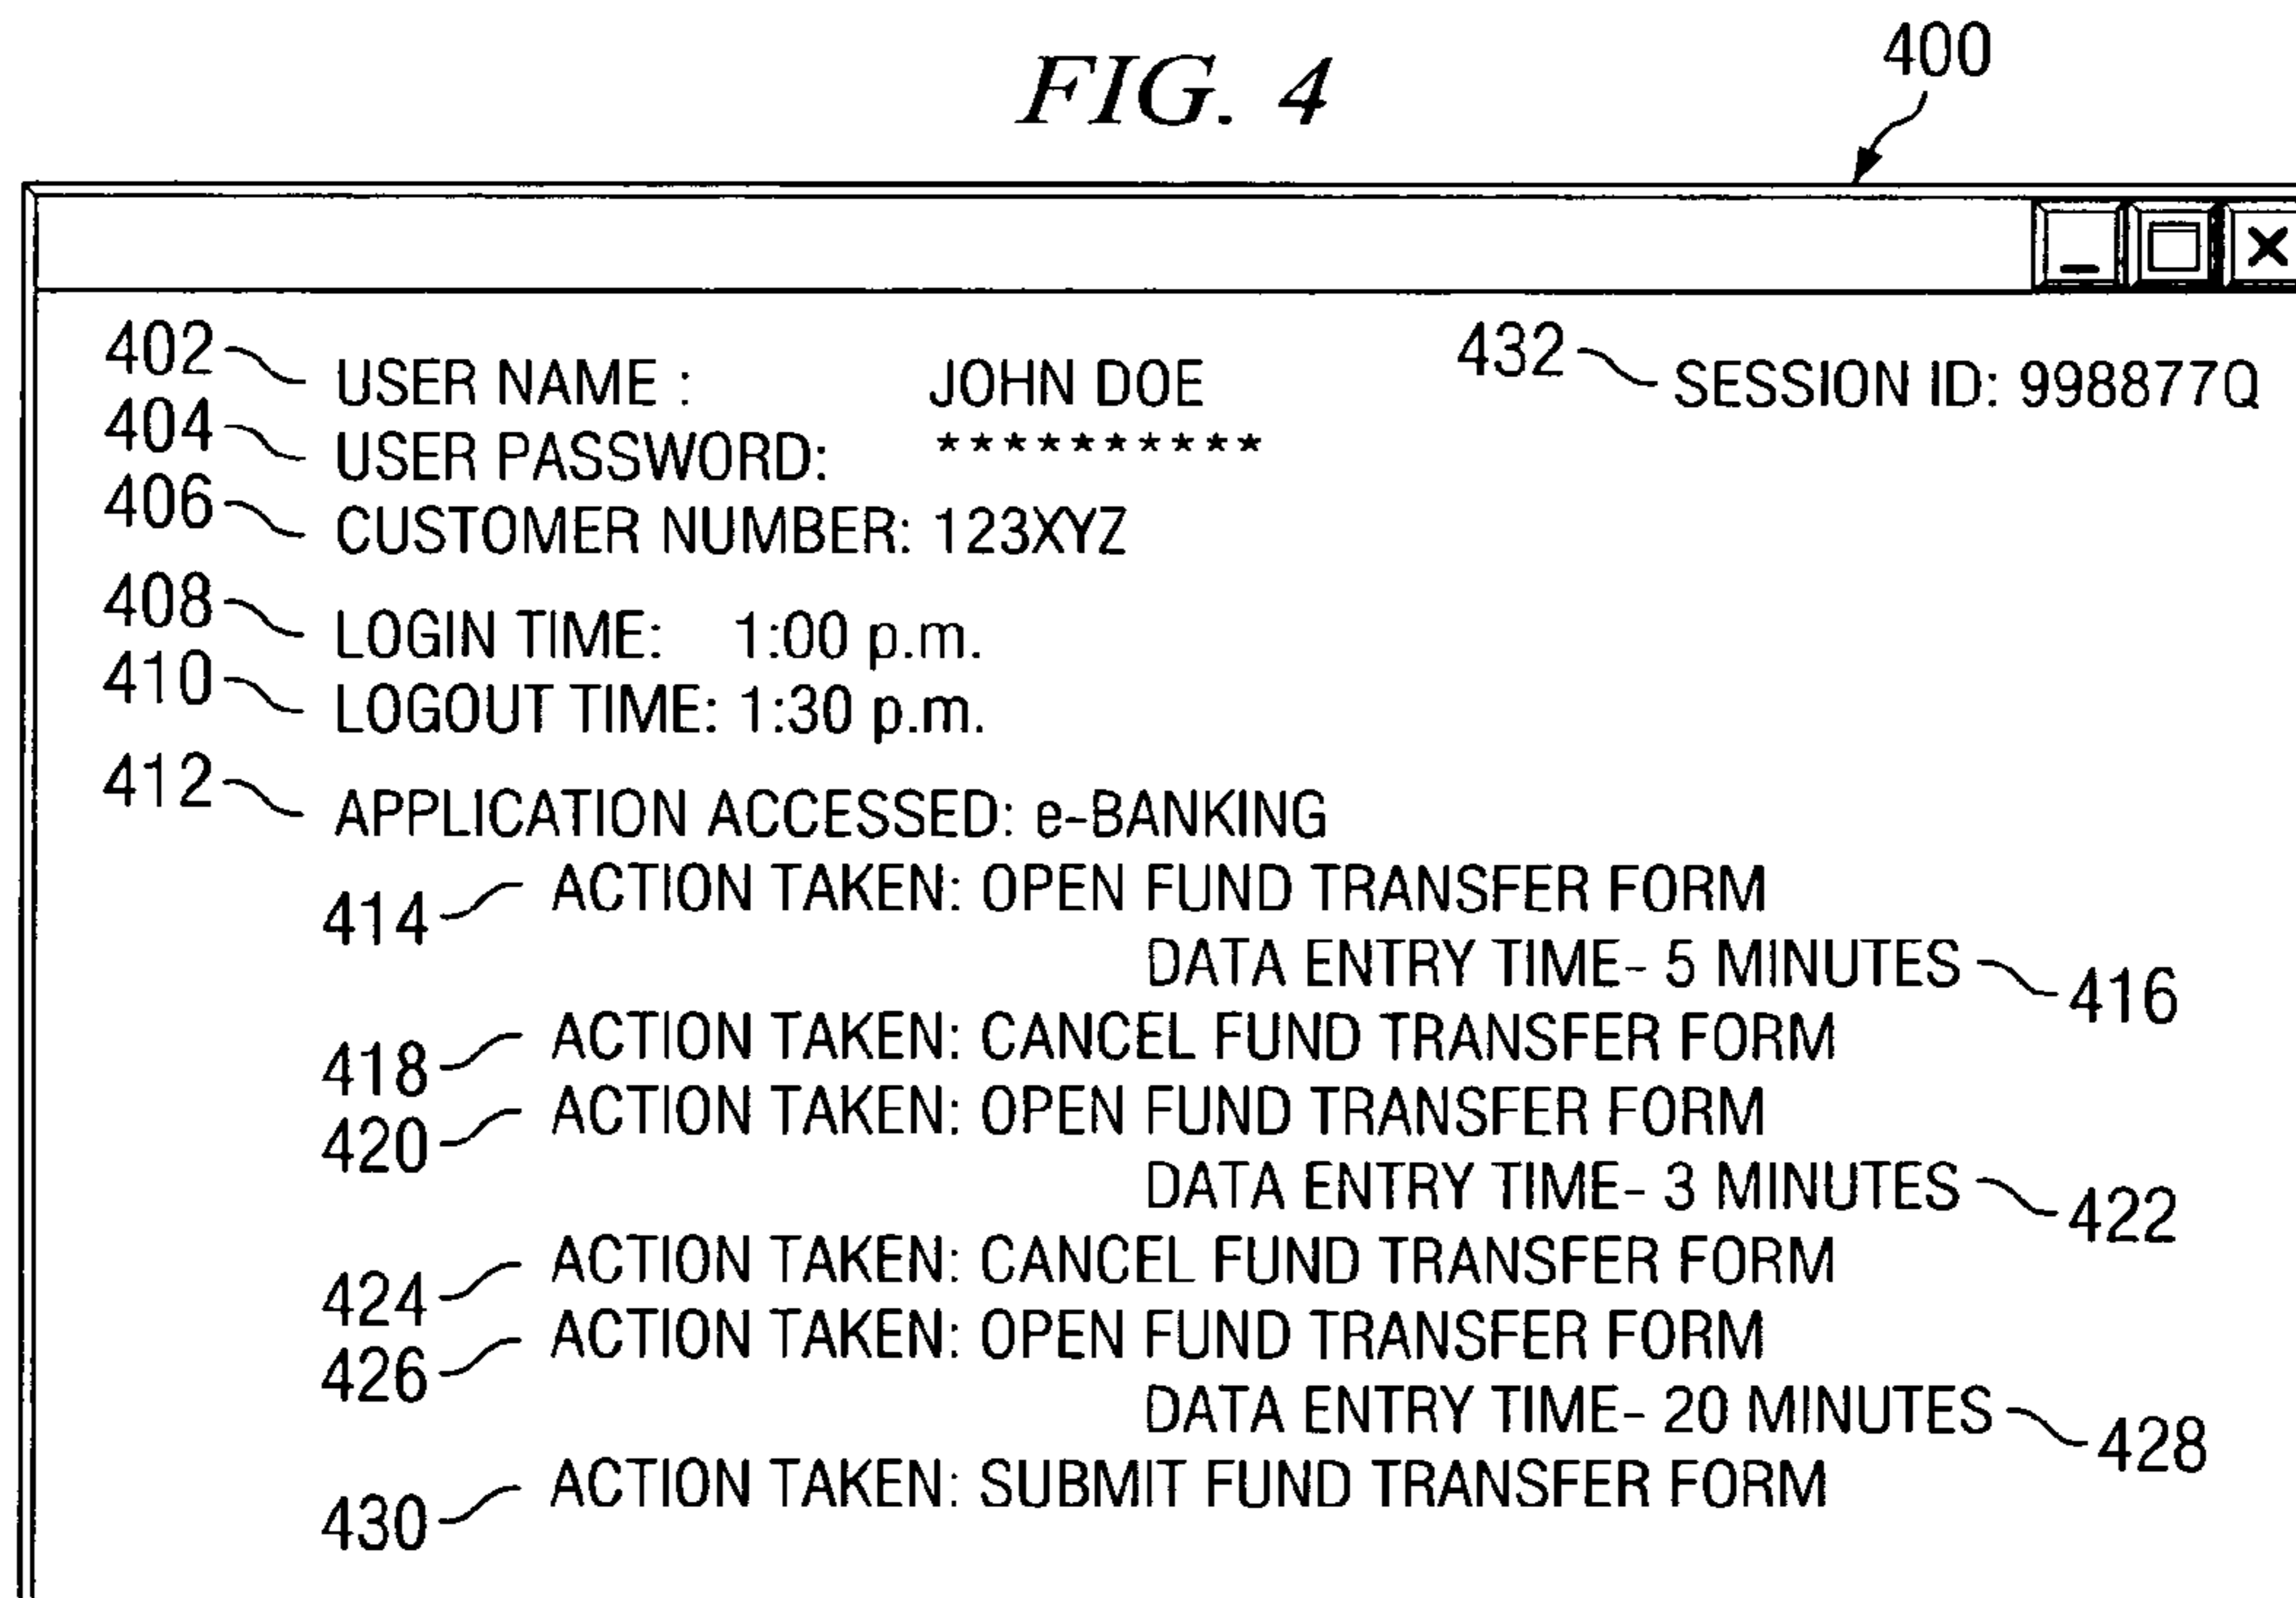 FIG. 4
400
402 USER NAME : JOHN DOE 432 SESSION ID: 998877Q
404 USER PASSWORD: **********
406 CUSTOMER NUMBER: 123XYZ
408 LOGIN TIME: 1:00 p.m.
410 LOGOUT TIME: 1:30 p.m.
412 APPLICATION ACCESSED: e-BANKING
414 ACTION TAKEN: OPEN FUND TRANSFER FORM
DATA ENTRY TIME- 5 MINUTES 416
418 ACTION TAKEN: CANCEL FUND TRANSFER FORM
420 ACTION TAKEN: OPEN FUND TRANSFER FORM
DATA ENTRY TIME- 3 MINUTES 422
424 ACTION TAKEN: CANCEL FUND TRANSFER FORM
426 ACTION TAKEN: OPEN FUND TRANSFER FORM
DATA ENTRY TIME- 20 MINUTES 428
430 ACTION TAKEN: SUBMIT FUND TRANSFER FORM